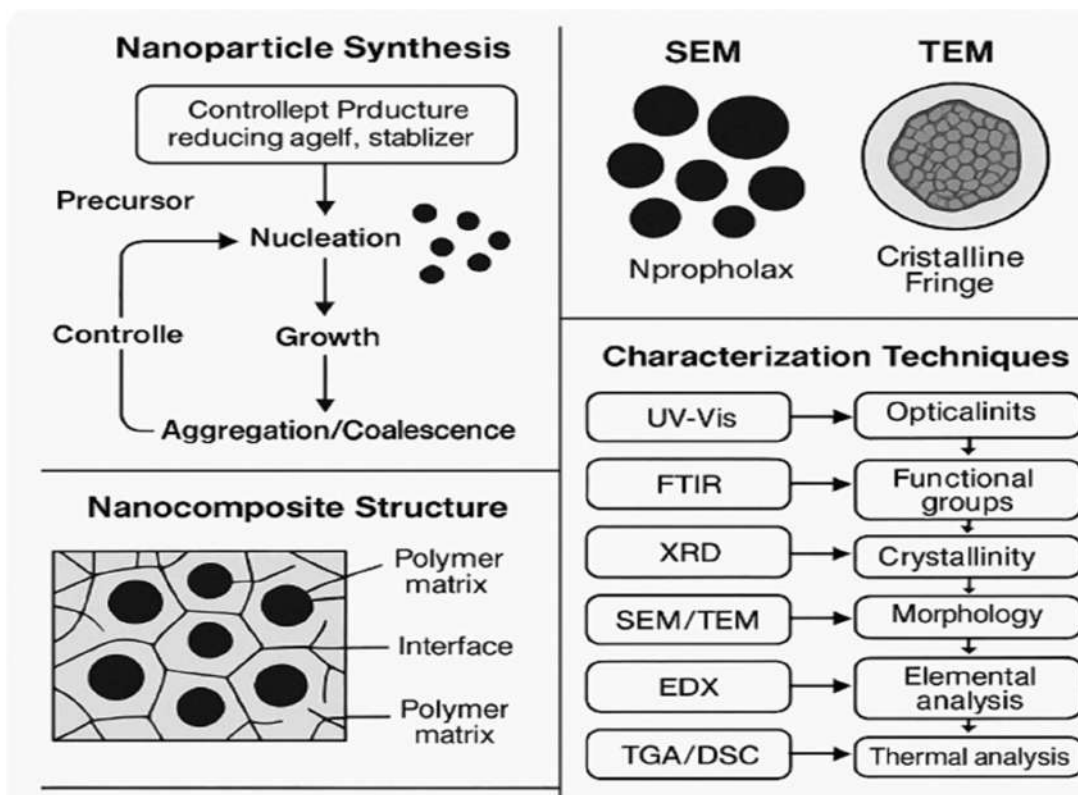 Nanoparticle Synthesis
Controllept Prducture
reducing agelf, stablizer
Precursor
Nucleation
Controlle
Growth
Aggregation/Coalescence
Nanocomposite Structure
Polymer
matrix
Interface
Polymer
matrix
SEM
TEM
Npropholax
Cristalline
Fringe
Characterization Techniques
UV-Vis
Opticalinits
FTIR
Functional
groups
XRD
Crystallinity
SEM/TEM
Morphology
EDX
Elemental
analysis
TGA/DSC
Thermal analysis